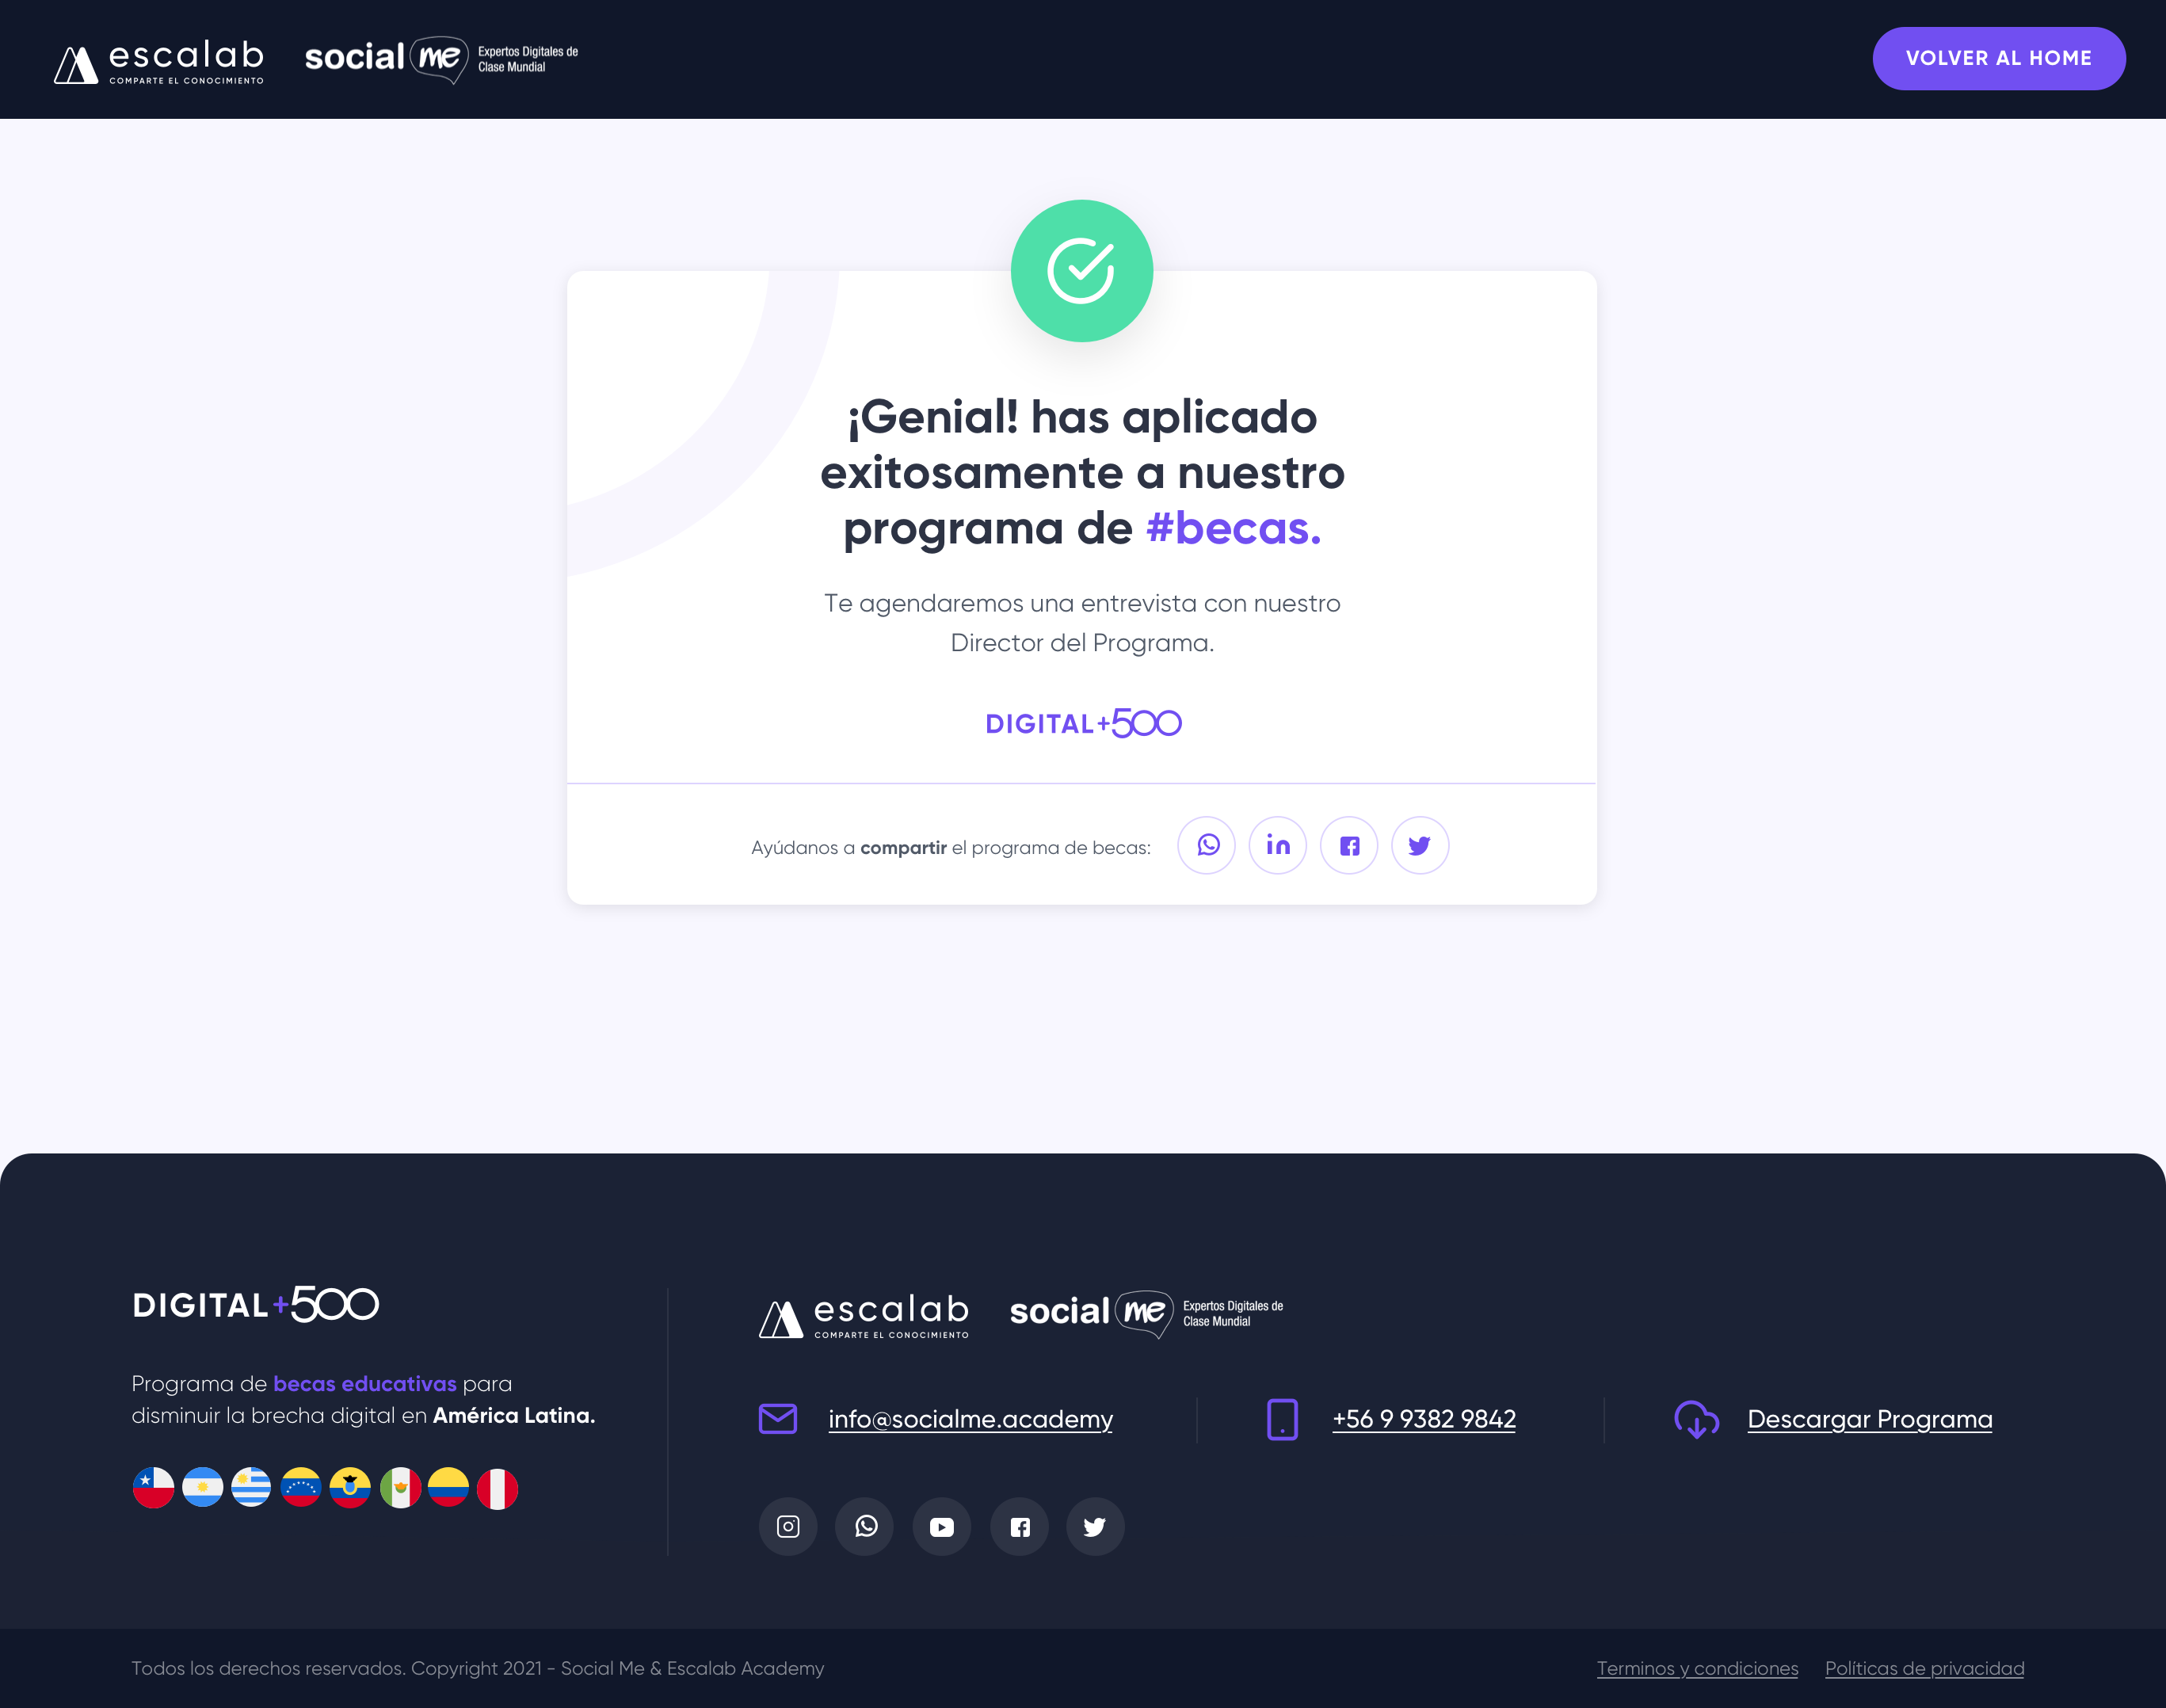 escalab
COMPARTE EL CONOCIMIENTO
social me
Expertos Digitales de
Clase Mundial
VOLVER AL HOME
¡Genial! has aplicado
exitosamente a nuestro
programa de #becas.
Te agendaremos una entrevista con nuestro
Director del Programa.
DIGITAL+500
Ayúdanos a compartir el programa de becas:
DIGITAL+500
Programa de becas educativas para
disminuir la brecha digital en América Latina.
escalab
COMPARTE EL CONOCIMIENTO
social me
Expertos Digitales de
Clase Mundial
info@socialme.academy
+56 9 9382 9842
Descargar Programa
Todos los derechos reservados. Copyright 2021 - Social Me & Escalab Academy
Terminos y condiciones
Políticas de privacidad